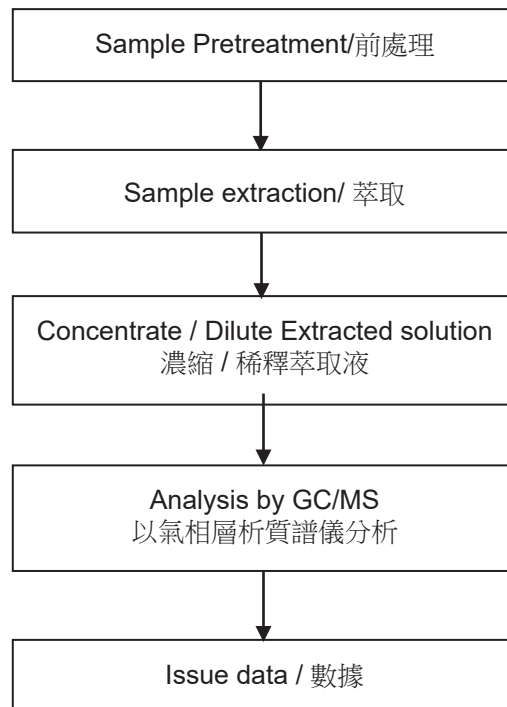 Sample Pretreatment/前處理
Sample extraction/ 萃取
Concentrate / Dilute Extracted solution
濃縮 / 稀釋萃取液
Analysis by GC/MS
以氣相層析質譜儀分析
Issue data / 數據